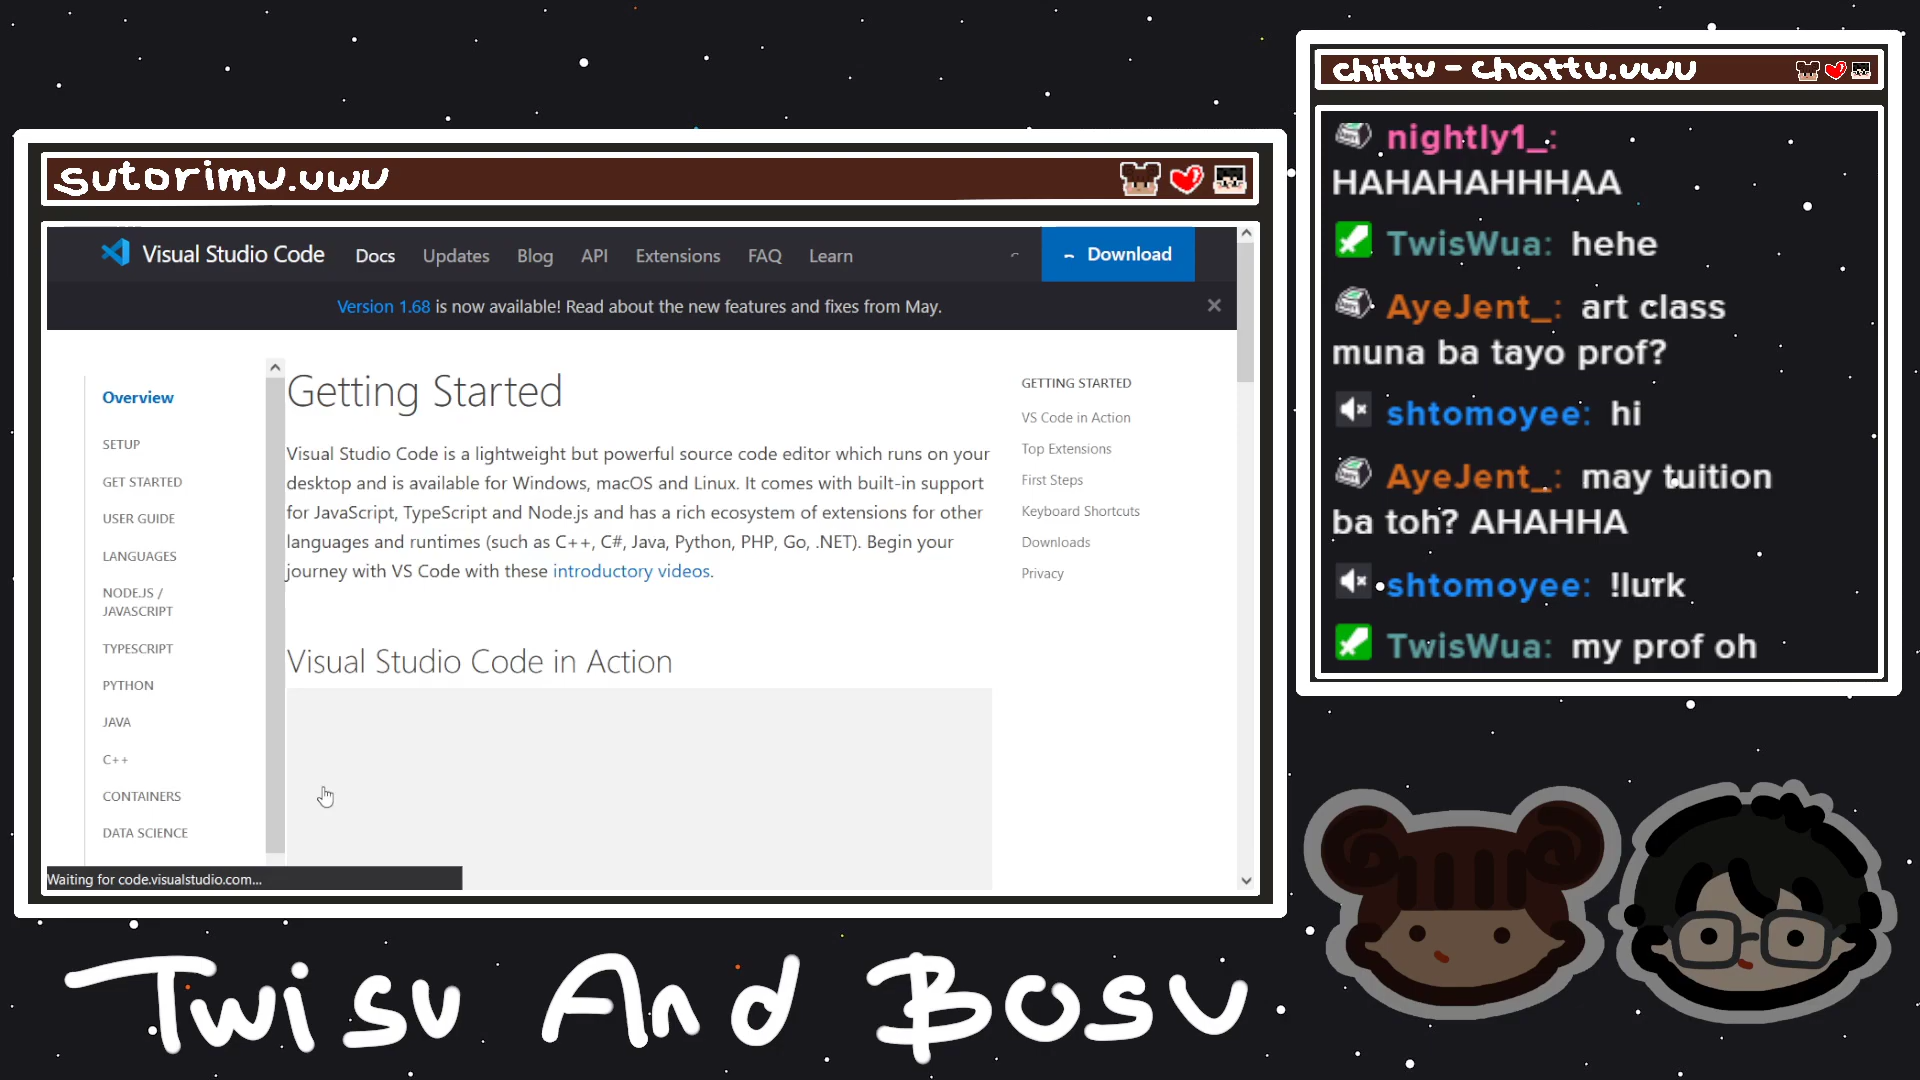 sutorimu.uwu
Visual Studio Code
Docs
Updates
Blog
API
Extensions
FAQ
Learn
Download
Version 1.68 is now available! Read about the new features and fixes from May.
Overview
SETUP
GET STARTED
USER GUIDE
LANGUAGES
NODE.JS /
JAVASCRIPT
TYPESCRIPT
PYTHON
JAVA
C++
CONTAINERS
DATA SCIENCE
Getting Started
Visual Studio Code is a lightweight but powerful source code editor which runs on your
desktop and is available for Windows, macOS and Linux. It comes with built-in support
for JavaScript, TypeScript and Node.js and has a rich ecosystem of extensions for other
languages and runtimes (such as C++, C#, Java, Python, PHP, Go, .NET). Begin your
journey with VS Code with these introductory videos.
Visual Studio Code in Action
GETTING STARTED
VS Code in Action
Top Extensions
First Steps
Keyboard Shortcuts
Downloads
Privacy
Waiting for code.visualstudio.com...
chittu - chattu.uwu
nightly1_:
HAHAHAHHHAA
TwisWua: hehe
AyeJent_: art class
muna ba tayo prof?
shtomoyee: hi
AyeJent_: may tuition
ba toh? AHAHHA
shtomoyee: !lurk
TwisWua: my prof oh
Twisu And Bosu